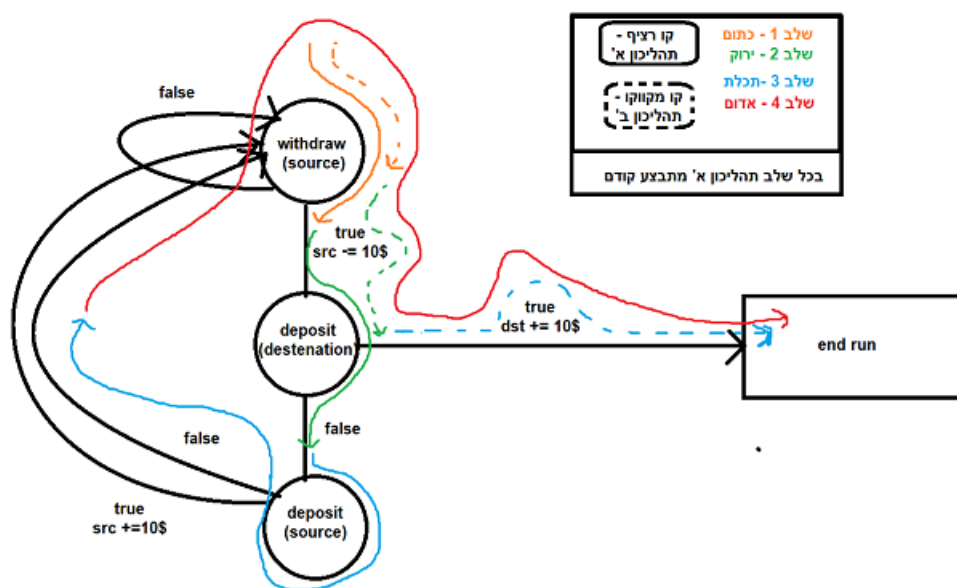 קו רציף -
תהליכון א'
שלב 1 - כתום
שלב 2 - ירוק
שלב 3 -תכלת
שלב 4 - אדום
קו מקווקו -
תהליכון ב'
בכל שלב תהליכון א' מתבצע קודם
false
withdraw
(source)
true
src -= 10$
deposit
(destenation)
true
dst += 10$
end run
false
false
true
src +=10$
deposit
(source)